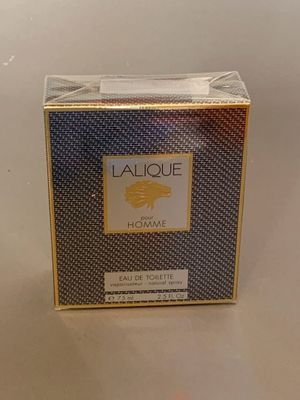 LALIQUE
pour
HOMME
EAU DE TOILETTE
vaporisateur - natural spray
℮ 75 ml 2.5 Fl. Oz